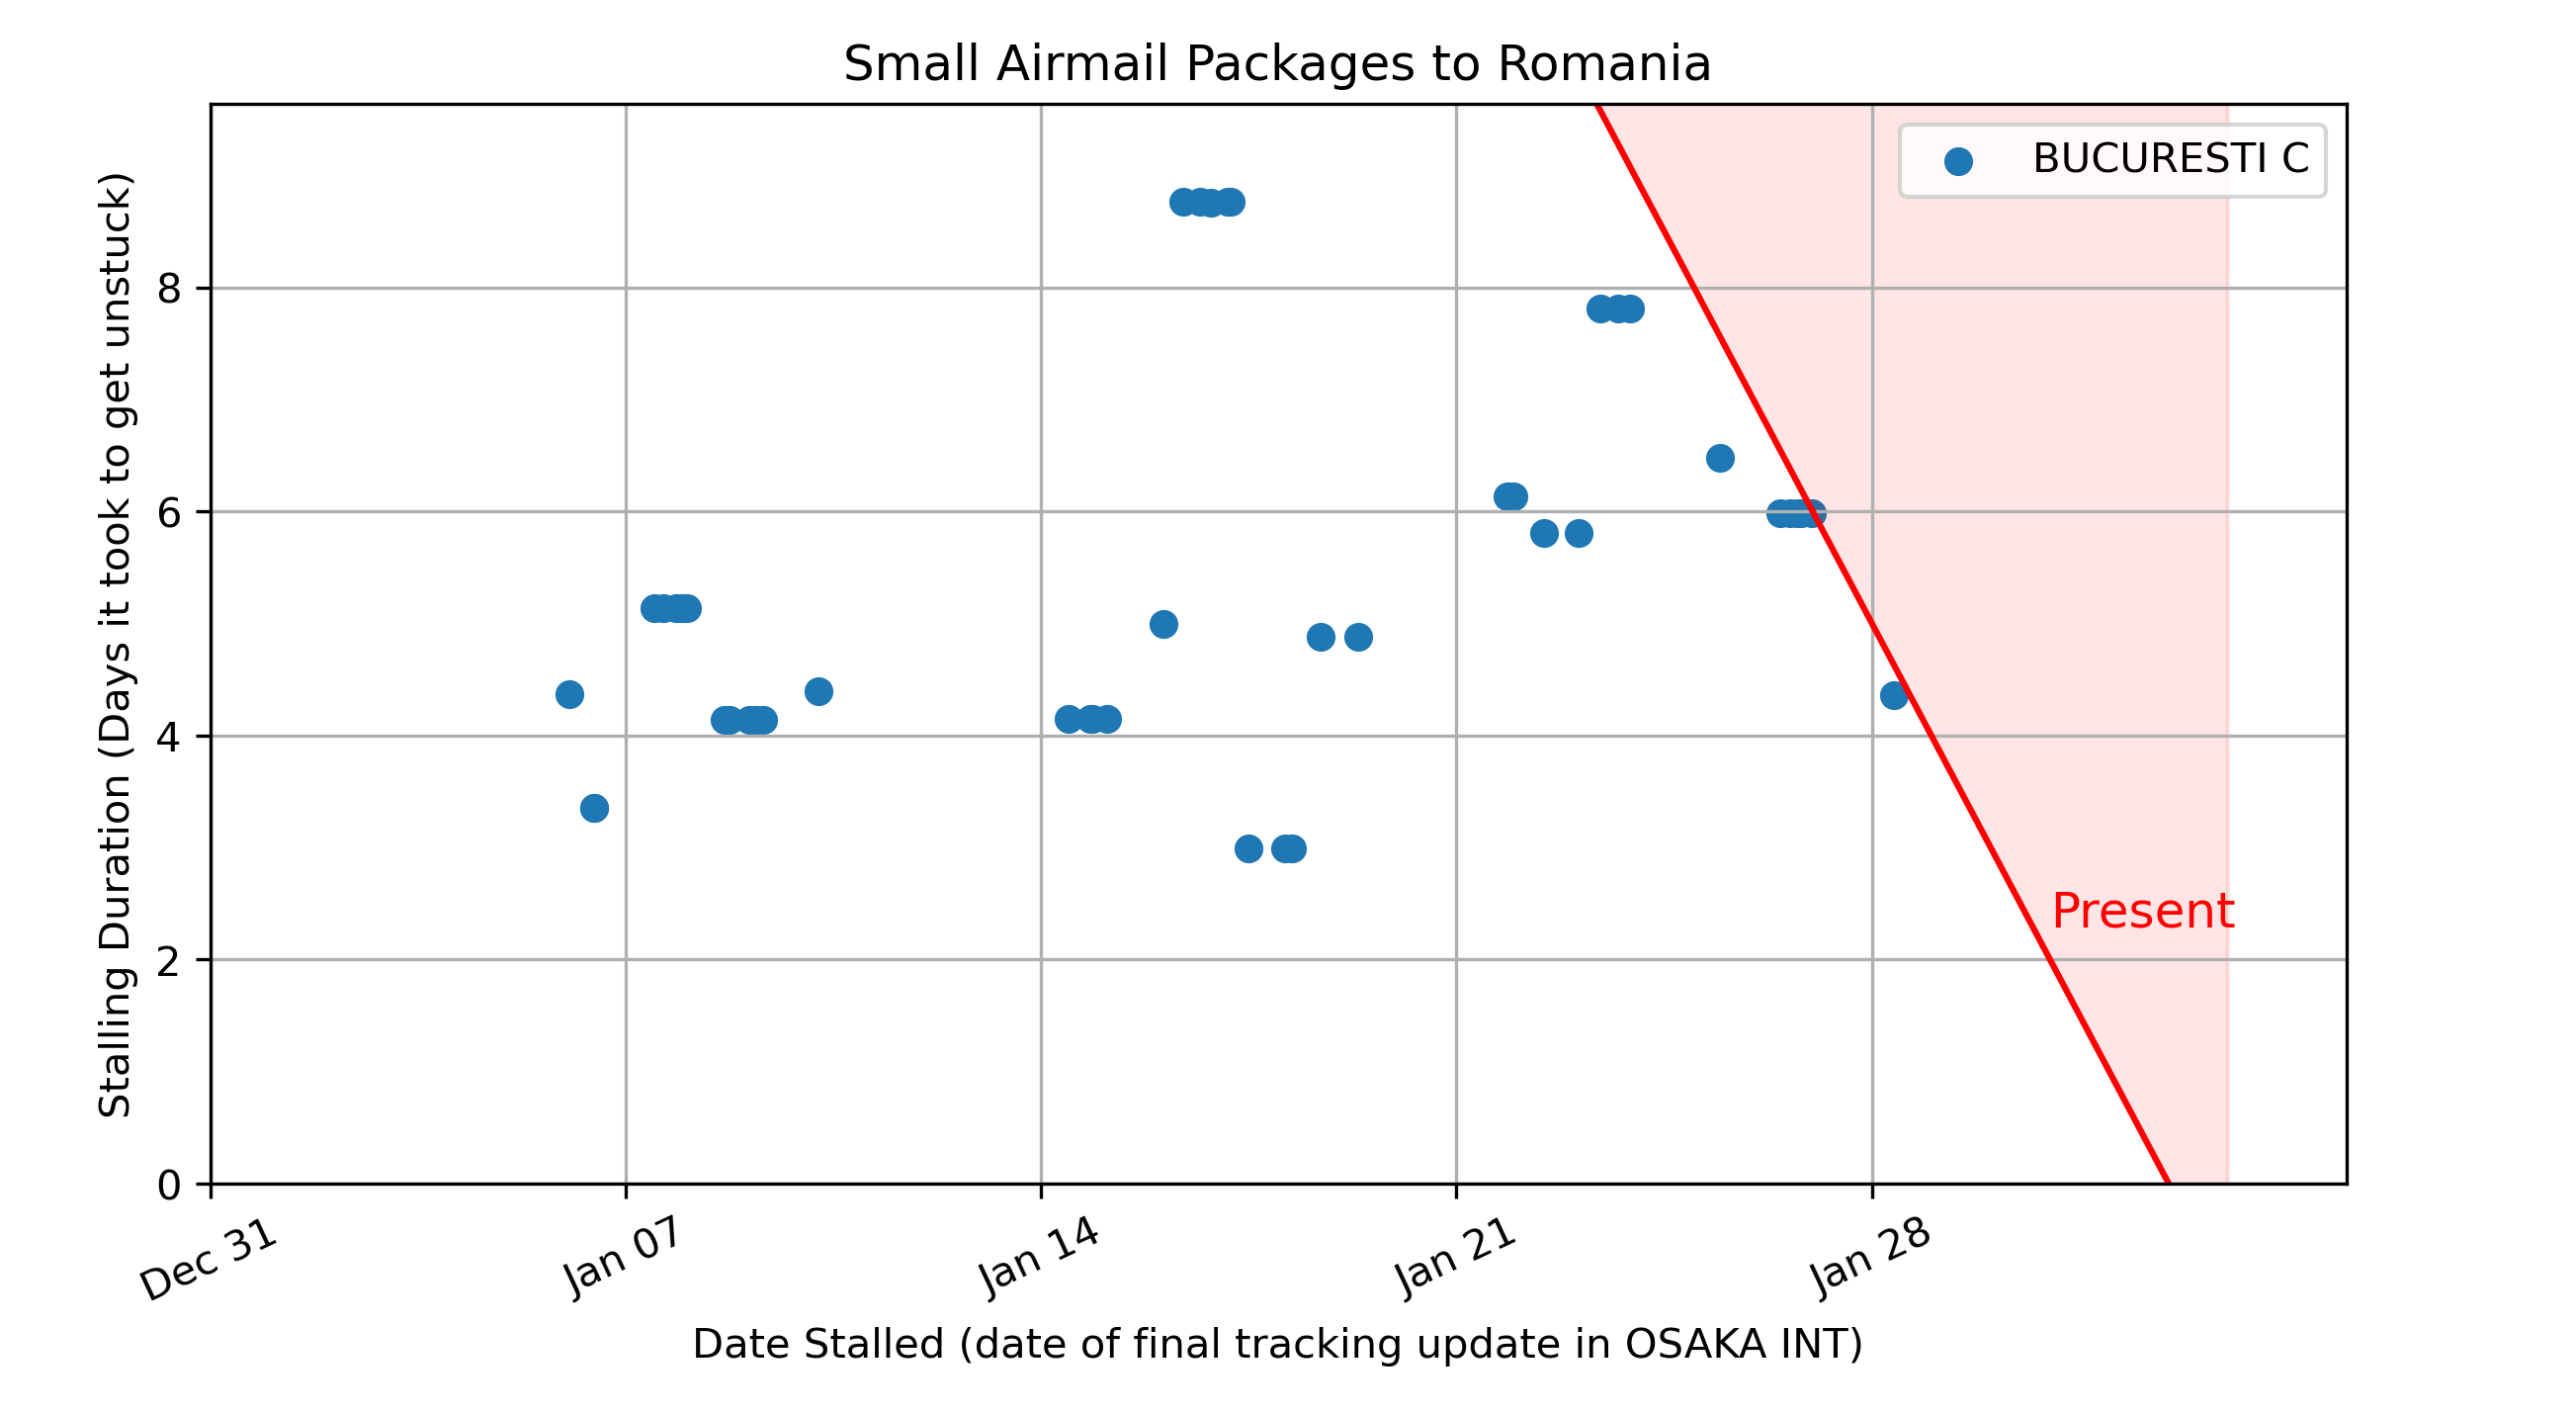 Small Airmail Packages to Romania
BUCURESTI C
Stalling Duration (Days it took to get unstuck)
8
6
4
2
0
Present
Dec 31
Jan 07
Jan 14
Jan 21
Jan 28
Date Stalled (date of final tracking update in OSAKA INT)